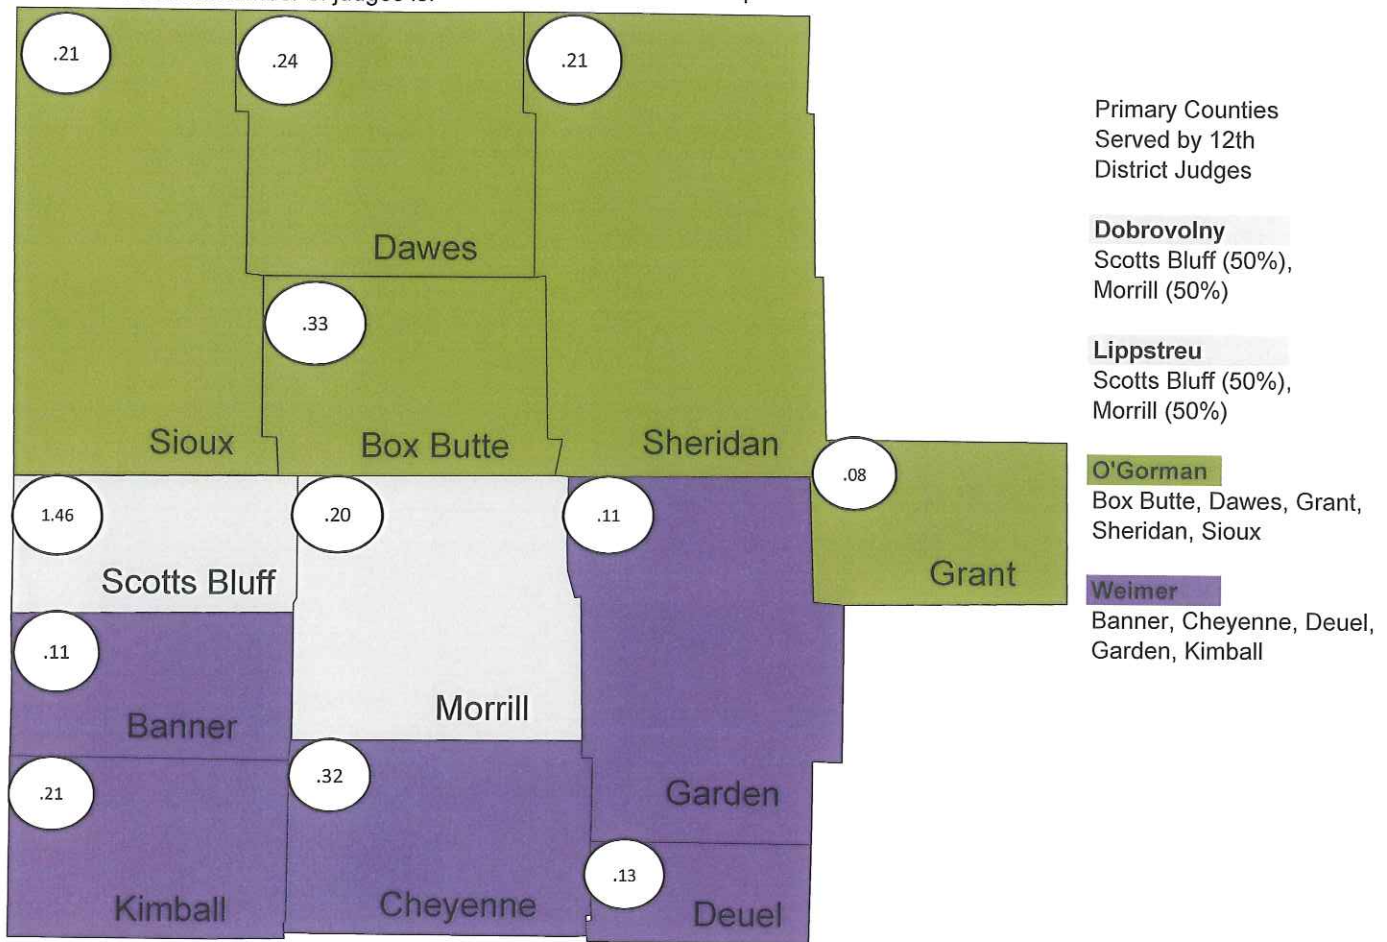 .21
.24
.21
Dawes
.33
Sioux
Box Butte
Sheridan
.08
Grant
1.46
.20
.11
Scotts Bluff
.11
Banner
Morrill
.21
.32
Garden
.13
Kimball
Cheyenne
Deuel
Primary Counties
Served by 12th
District Judges
Dobrovolny
Scotts Bluff (50%),
Morrill (50%)
Lippstreu
Scotts Bluff (50%),
Morrill (50%)
O'Gorman
Box Butte, Dawes, Grant,
Sheridan, Sioux
Weimer
Banner, Cheyenne, Deuel,
Garden, Kimball